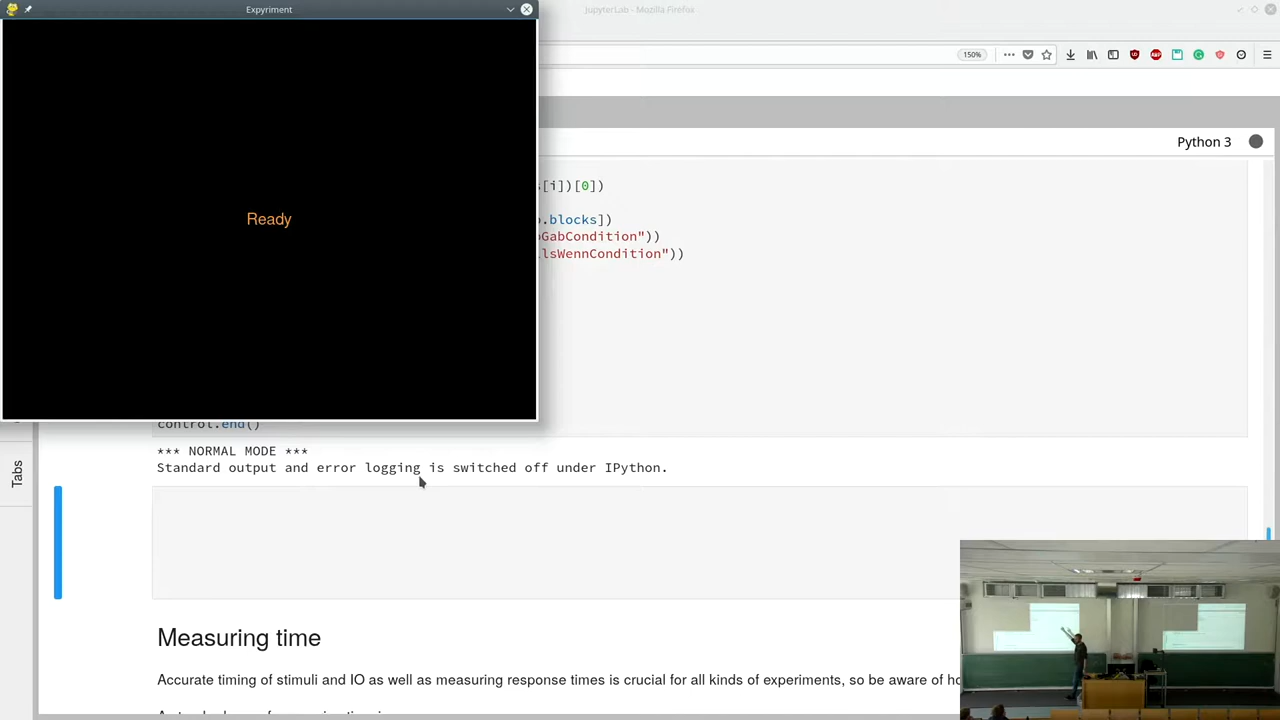 Expyriment
JupyterLab - Mozilla Firefox
150%
Python 3
Ready
s[i])[0])
.blocks])
GabCondition"))
lsWennCondition"))
control.end()
*** NORMAL MODE ***
Standard output and error logging is switched off under IPython.
Tabs
Measuring time
Accurate timing of stimuli and IO as well as measuring response times is crucial for all kinds of experiments, so be aware of